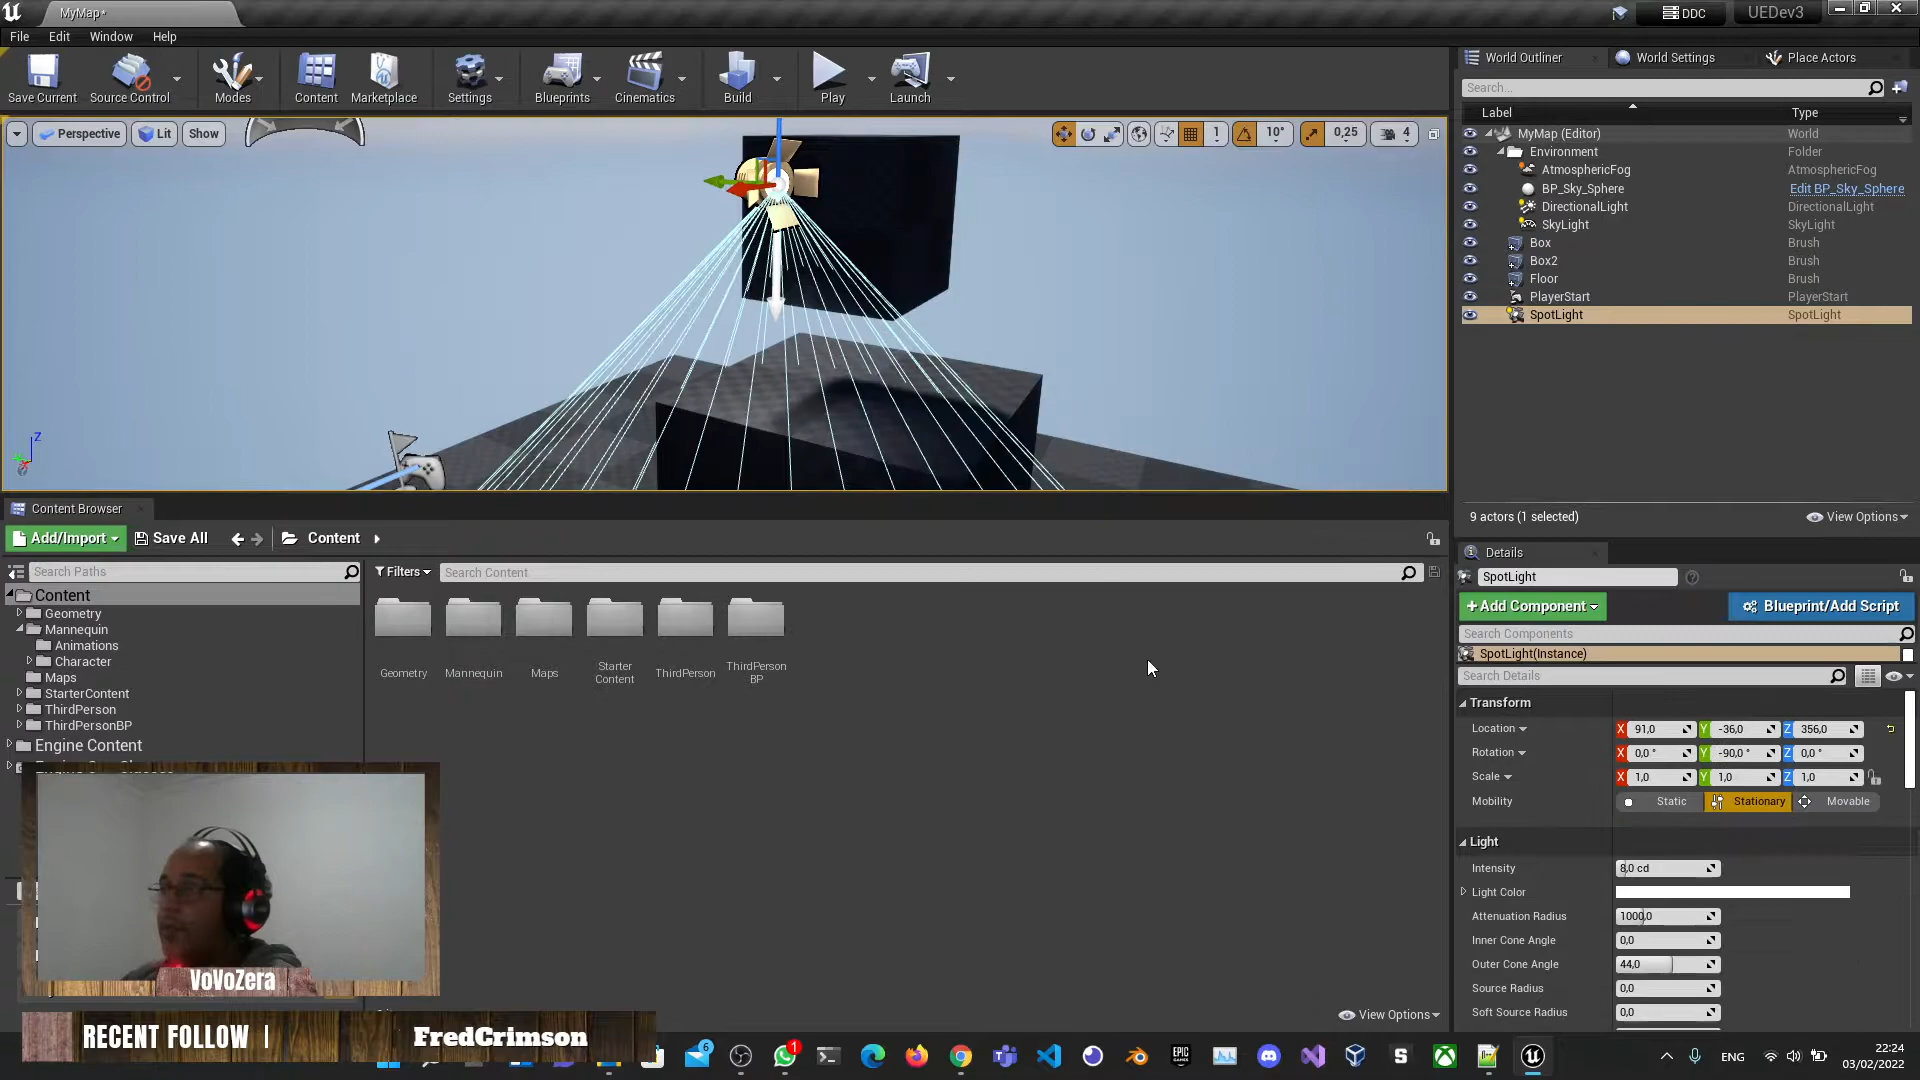 MyMap*
DDC
UEDev3
File Edit Window Help
Save Current
Source Control
Modes
Content
Marketplace
Settings
Blueprints
Cinematics
Build
Play
Launch
Perspective
Lit
Show
1
10°
0,25
4
Z
World Outliner
World Settings
Place Actors
Search...
Label Type
MyMap (Editor) World
Environment Folder
AtmosphericFog AtmosphericFog
BP_Sky_Sphere Edit BP_Sky_Sphere
DirectionalLight DirectionalLight
SkyLight SkyLight
Box Brush
Box2 Brush
Floor Brush
PlayerStart PlayerStart
SpotLight SpotLight
9 actors (1 selected)
View Options
Content Browser
Add/Import
Save All
Content
Search Paths
Filters
Search Content
Content
Geometry
Mannequin
Animations
Character
Maps
StarterContent
ThirdPerson
ThirdPersonBP
Engine Content
Geometry
Mannequin
Maps
Starter
Content
ThirdPerson
ThirdPerson
BP
View Options
Details
SpotLight
+Add Component
Blueprint/Add Script
Search Components
SpotLight(Instance)
Search Details
Transform
Location X 91,0 Y -36,0 Z 356,0
Rotation X 0,0 ° Y -90,0 ° Z 0,0 °
Scale X 1,0 Y 1,0 Z 1,0
Mobility Static Stationary Movable
Light
Intensity 8,0 cd
Light Color
Attenuation Radius 1000,0
Inner Cone Angle 0,0
Outer Cone Angle 44,0
Source Radius 0,0
Soft Source Radius 0,0
VoVoZera
RECENT FOLLOW | FredCrimson
6
1
EPIC
GAMES
S
ENG
22:24
03/02/2022